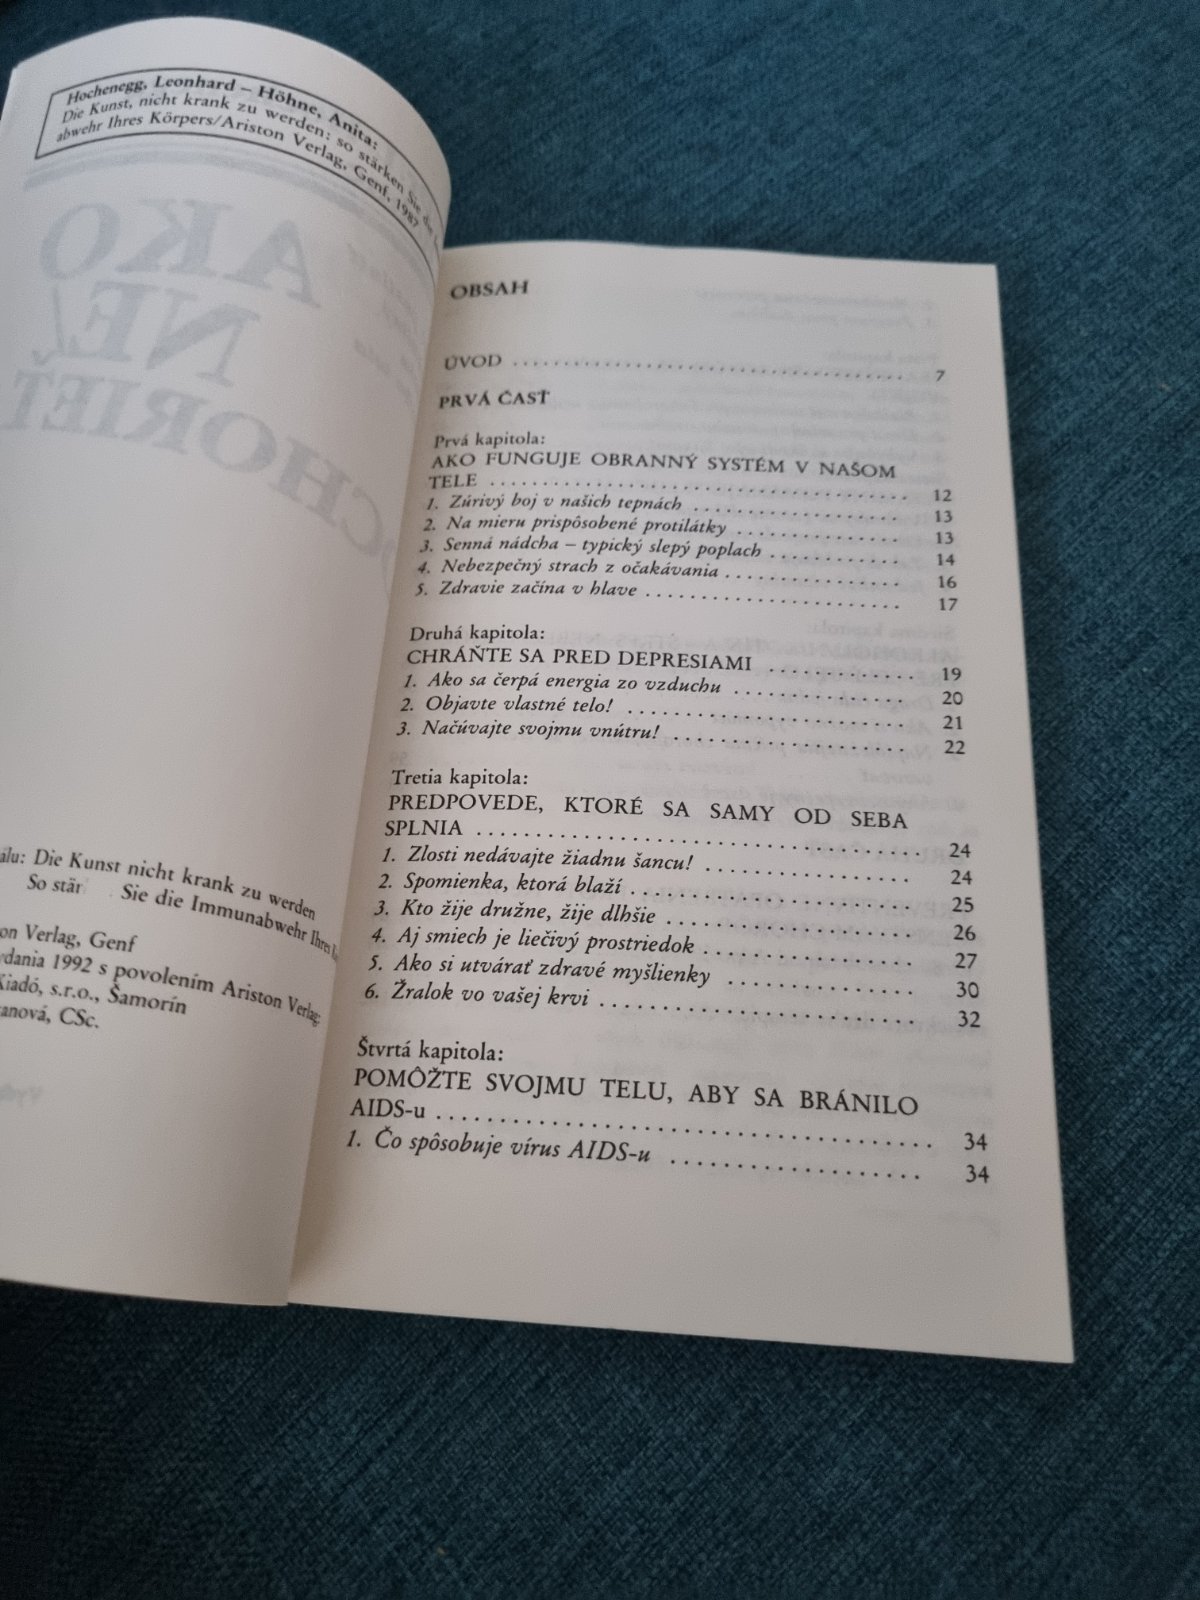 Hochenegg, Leonhard – Höhne, Anita:
Die Kunst, nicht krank zu werden: so stärken Sie die
abwehr Ihres Körpers/Ariston Verlag, Genf, 1987
AKO
NE
CHORIEŤ
Die Kunst nicht krank zu werden
So stär Sie die Immunabwehr Ihres
Verlag, Genf
1992 s povolením Ariston Verlag:
Kiadó, s.r.o., Šamorín
CSc.
OBSAH
ÚVOD . . . . . . . . . . . . . . . . . . . . . . . . . . . . . . . . . . . . . . . . 7
PRVÁ ČASŤ
Prvá kapitola:
AKO FUNGUJE OBRANNÝ SYSTÉM V NAŠOM
TELE . . . . . . . . . . . . . . . . . . . . . . . . . . . . . . . . . . . . . . . 12
1. Zúrivý boj v našich tepnách . . . . . . . . . . . . . . . . . . . . 13
2. Na mieru prispôsobené protilátky . . . . . . . . . . . . . . . 13
3. Senná nádcha – typický slepý poplach . . . . . . . . . . . . 14
4. Nebezpečný strach z očakávania . . . . . . . . . . . . . . . . 16
5. Zdravie začína v hlave . . . . . . . . . . . . . . . . . . . . . . . . 17
Druhá kapitola:
CHRÁŇTE SA PRED DEPRESIAMI . . . . . . . . . . . . . 19
1. Ako sa čerpá energia zo vzduchu . . . . . . . . . . . . . . . 20
2. Objavte vlastné telo! . . . . . . . . . . . . . . . . . . . . . . . . 21
3. Načúvajte svojmu vnútru! . . . . . . . . . . . . . . . . . . . . 22
Tretia kapitola:
PREDPOVEDE, KTORÉ SA SAMY OD SEBA
SPLNIA . . . . . . . . . . . . . . . . . . . . . . . . . . . . . . . . . . . . . 24
1. Zlosti nedávajte žiadnu šancu! . . . . . . . . . . . . . . . . . . 24
2. Spomienka, ktorá blaží . . . . . . . . . . . . . . . . . . . . . . . . 25
3. Kto žije družne, žije dlhšie . . . . . . . . . . . . . . . . . . . . . 26
4. Aj smiech je liečivý prostriedok . . . . . . . . . . . . . . . . . . 27
5. Ako si utvárať zdravé myšlienky . . . . . . . . . . . . . . . . 30
6. Žralok vo vašej krvi . . . . . . . . . . . . . . . . . . . . . . . . . . 32
Štvrtá kapitola:
POMÔŽTE SVOJMU TELU, ABY SA BRÁNILO
AIDS-u . . . . . . . . . . . . . . . . . . . . . . . . . . . . . . . . . . . . . . 34
1. Čo spôsobuje vírus AIDS-u . . . . . . . . . . . . . . . . . . . . 34